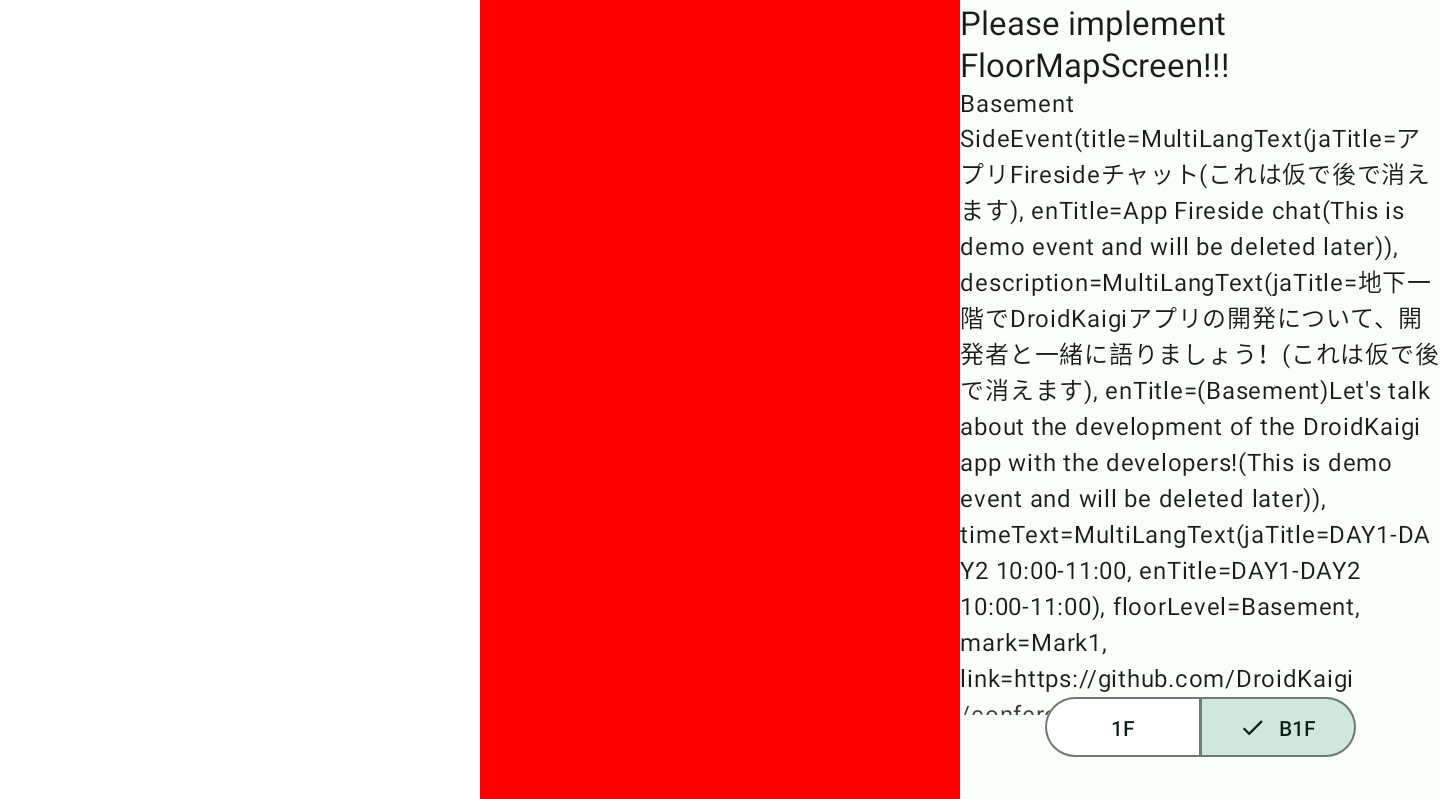 Please implement
FloorMapScreen!!!
Basement
SideEvent(title=MultiLangText(jaTitle=ア
プリFiresideチャット(これは仮で後で消え
ます), enTitle=App Fireside chat(This is
demo event and will be deleted later)),
description=MultiLangText(jaTitle=地下一
階でDroidKaigiアプリの開発について、開
発者と一緒に語りましょう！(これは仮で後
で消えます), enTitle=(Basement)Let's talk
about the development of the DroidKaigi
app with the developers!(This is demo
event and will be deleted later)),
timeText=MultiLangText(jaTitle=DAY1-DA
Y2 10:00-11:00, enTitle=DAY1-DAY2
10:00-11:00), floorLevel=Basement,
mark=Mark1,
link=https://github.com/DroidKaigi
1F
B1F